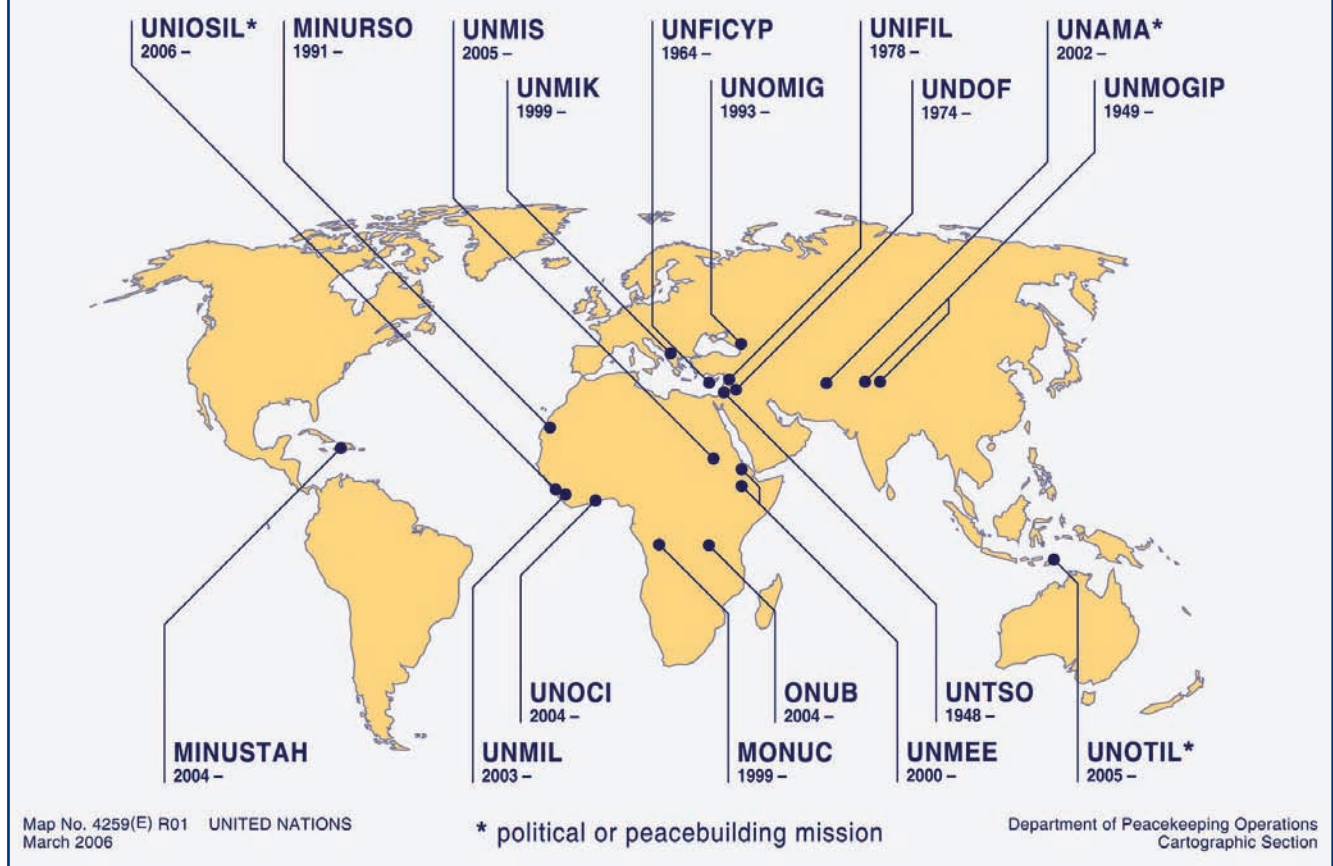 UNIOSIL*
2006 –
MINURSO
1991 –
UNMIS
2005 –
UNFICYP
1964 –
UNIFIL
1978 –
UNAMA*
2002 –
UNMIK
1999 –
UNOMIG
1993 –
UNDOF
1974 –
UNMOGIP
1949 –
UNOCI
2004 –
ONUB
2004 –
UNTSO
1948 –
MINUSTAH
2004 –
UNMIL
2003 –
MONUC
1999 –
UNMEE
2000 –
UNOTIL*
2005 –
Map No. 4259(E) R01 UNITED NATIONS
March 2006
* political or peacebuilding mission
Department of Peacekeeping Operations
Cartographic Section